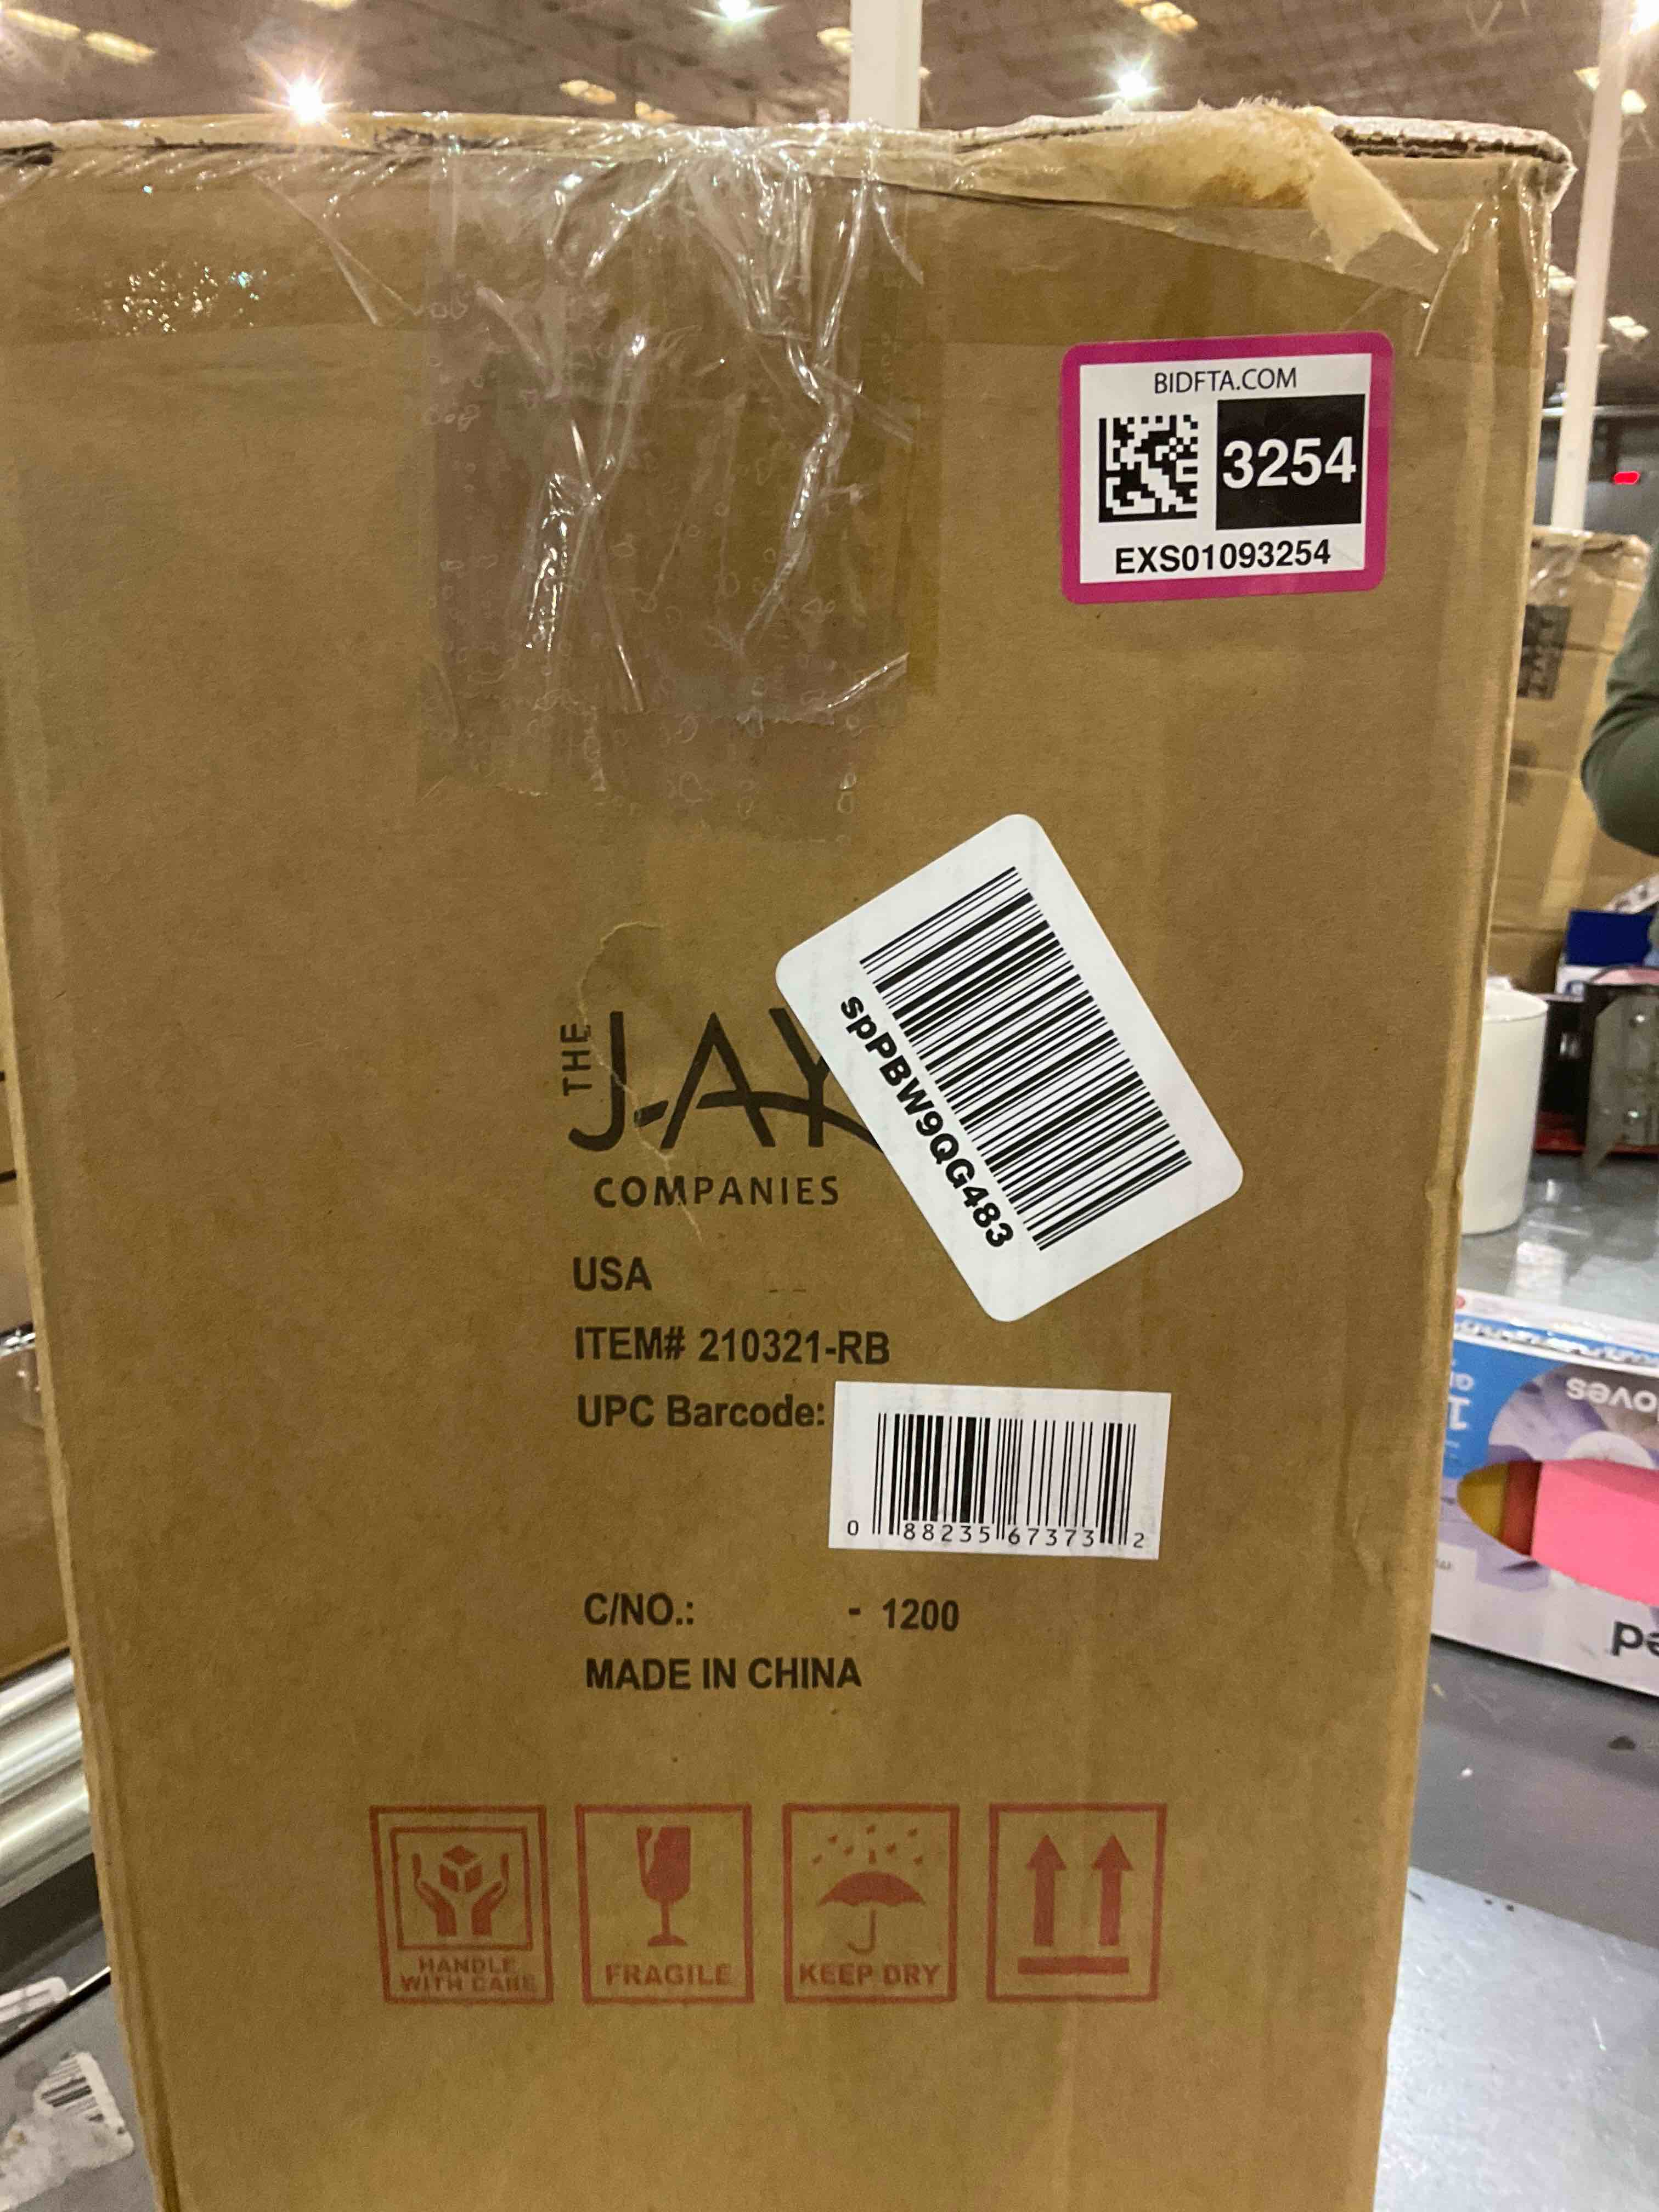 BIDFTA.COM
3254
EXS01093254
spPBW9QG483
THE
JAY
COMPANIES
USA
ITEM# 210321-RB
UPC Barcode:
0 88235 67373 2
C/NO.: - 1200
MADE IN CHINA
HANDLE
WITH CARE
FRAGILE
KEEP DRY